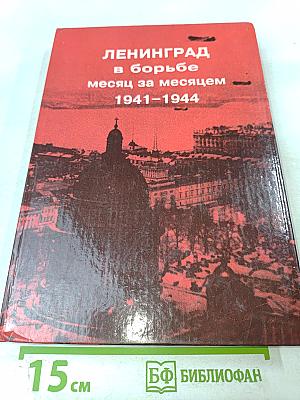 ЛЕНИНГРАД
в борьбе
месяц за месяцем
1941–1944
15 см
БФ БИБЛИОФАН